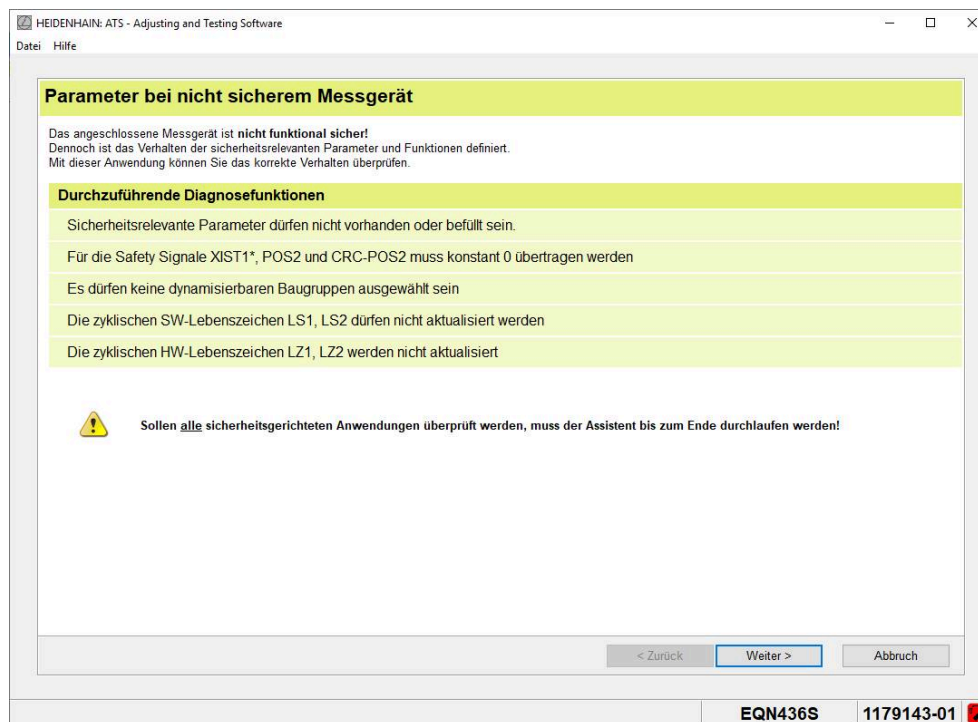 HEIDENHAIN: ATS - Adjusting and Testing Software
Datei Hilfe
Parameter bei nicht sicherem Messgerät
Das angeschlossene Messgerät ist nicht funktional sicher!
Dennoch ist das Verhalten der sicherheitsrelevanten Parameter und Funktionen definiert.
Mit dieser Anwendung können Sie das korrekte Verhalten überprüfen.
Durchzuführende Diagnosefunktionen
Sicherheitsrelevante Parameter dürfen nicht vorhanden oder befüllt sein.
Für die Safety Signale XIST1*, POS2 und CRC-POS2 muss konstant 0 übertragen werden
Es dürfen keine dynamisierbaren Baugruppen ausgewählt sein
Die zyklischen SW-Lebenszeichen LS1, LS2 dürfen nicht aktualisiert werden
Die zyklischen HW-Lebenszeichen LZ1, LZ2 werden nicht aktualisiert
Sollen alle sicherheitsgerichteten Anwendungen überprüft werden, muss der Assistent bis zum Ende durchlaufen werden!
< Zurück Weiter > Abbruch
EQN436S 1179143-01